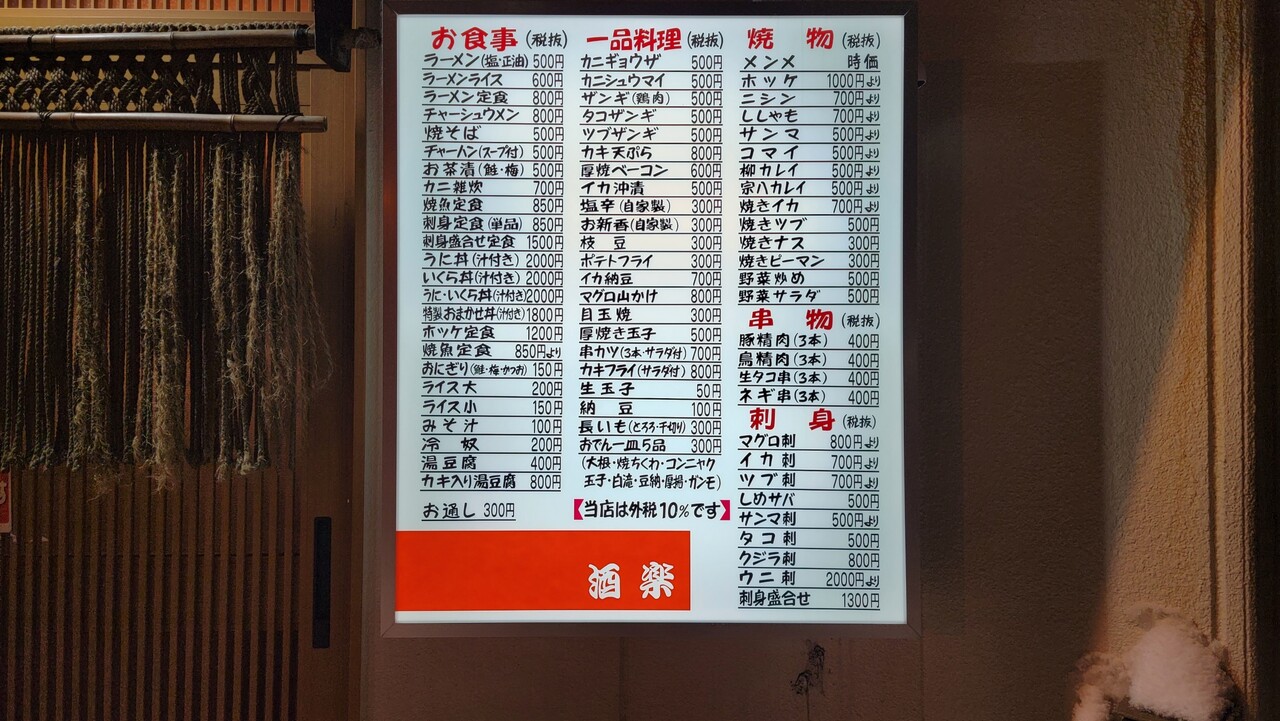 お食事(税抜)
ラーメン(塩・正油) 500円
ラーメンライス 600円
ラーメン定食 800円
チャーシュウメン 800円
焼そば 500円
チャーハン(スープ付) 500円
お茶漬(鮭・梅) 500円
カニ雑炊 700円
焼魚定食 850円
刺身定食(単品) 850円
刺身盛合せ定食 1500円
うに丼(汁付き) 2000円
いくら丼(汁付き) 2000円
うに・いくら丼(汁付き) 2000円
特製おまかせ丼(汁付き) 1800円
ホッケ定食 1200円
焼魚定食 850円より
おにぎり(鮭・梅・かつお) 150円
ライス大 200円
ライス小 150円
みそ汁 100円
冷奴 200円
湯豆腐 400円
カキ入り湯豆腐 800円
お通し 300円
一品料理(税抜)
カニギョウザ 500円
カニシュウマイ 500円
ザンギ(鶏肉) 500円
タコザンギ 500円
ツブザンギ 500円
カキ天ぷら 800円
厚焼ベーコン 600円
イカ沖漬 500円
塩辛(自家製) 300円
お新香(自家製) 300円
枝豆 300円
ポテトフライ 300円
イカ納豆 700円
マグロ山かけ 800円
目玉焼 300円
厚焼き玉子 500円
串カツ(3本・サラダ付) 700円
カキフライ(サラダ付) 800円
生玉子 50円
納豆 100円
長いも(とろろ・千切り) 300円
おでん一皿5品 300円
(大根・焼ちくわ・コンニャク
玉子・白滝・豆納・厚揚・ガンモ)
【当店は外税10%です】
焼物(税抜)
メンメ 時価
ホッケ 1000円より
ニシン 700円より
ししゃも 700円より
サンマ 500円より
コマイ 500円より
柳カレイ 500円より
宗八カレイ 500円より
焼きイカ 700円より
焼きツブ 500円
焼きナス 300円
焼きピーマン 300円
野菜炒め 500円
野菜サラダ 500円
串物(税抜)
豚精肉(3本) 400円
鳥精肉(3本) 400円
生タコ串(3本) 400円
ネギ串(3本) 400円
刺身(税抜)
マグロ刺 800円より
イカ刺 700円より
ツブ刺 700円より
しめサバ 500円
サンマ刺 500円より
タコ刺 500円
クジラ刺 800円
ウニ刺 2000円より
刺身盛合せ 1300円
酒楽